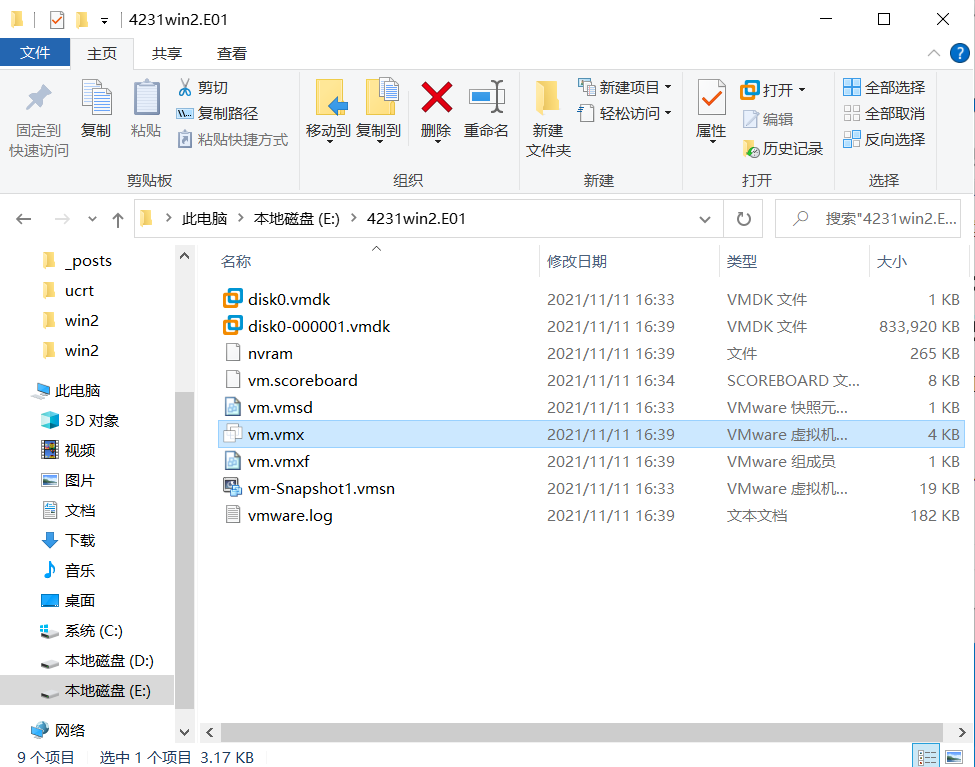 4231win2.E01
文件 主页 共享 查看
固定到快速访问
复制
粘贴
剪切
复制路径
粘贴快捷方式
剪贴板
移动到 复制到 删除 重命名
组织
新建文件夹
新建项目
轻松访问
新建
属性
打开
编辑
历史记录
打开
全部选择
全部取消
反向选择
选择
此电脑 本地磁盘 (E:) 4231win2.E01
搜索"4231win2.E...
_posts
ucrt
win2
win2
此电脑
3D 对象
视频
图片
文档
下载
音乐
桌面
系统 (C:)
本地磁盘 (D:)
本地磁盘 (E:)
网络
名称 修改日期 类型 大小
disk0.vmdk 2021/11/11 16:33 VMDK 文件 1 KB
disk0-000001.vmdk 2021/11/11 16:39 VMDK 文件 833,920 KB
nvram 2021/11/11 16:39 文件 265 KB
vm.scoreboard 2021/11/11 16:34 SCOREBOARD 文... 8 KB
vm.vmsd 2021/11/11 16:33 VMware 快照元... 1 KB
vm.vmx 2021/11/11 16:39 VMware 虚拟机... 4 KB
vm.vmxf 2021/11/11 16:39 VMware 组成员 1 KB
vm-Snapshot1.vmsn 2021/11/11 16:33 VMware 虚拟机... 19 KB
vmware.log 2021/11/11 16:39 文本文档 182 KB
9 个项目 选中 1 个项目 3.17 KB